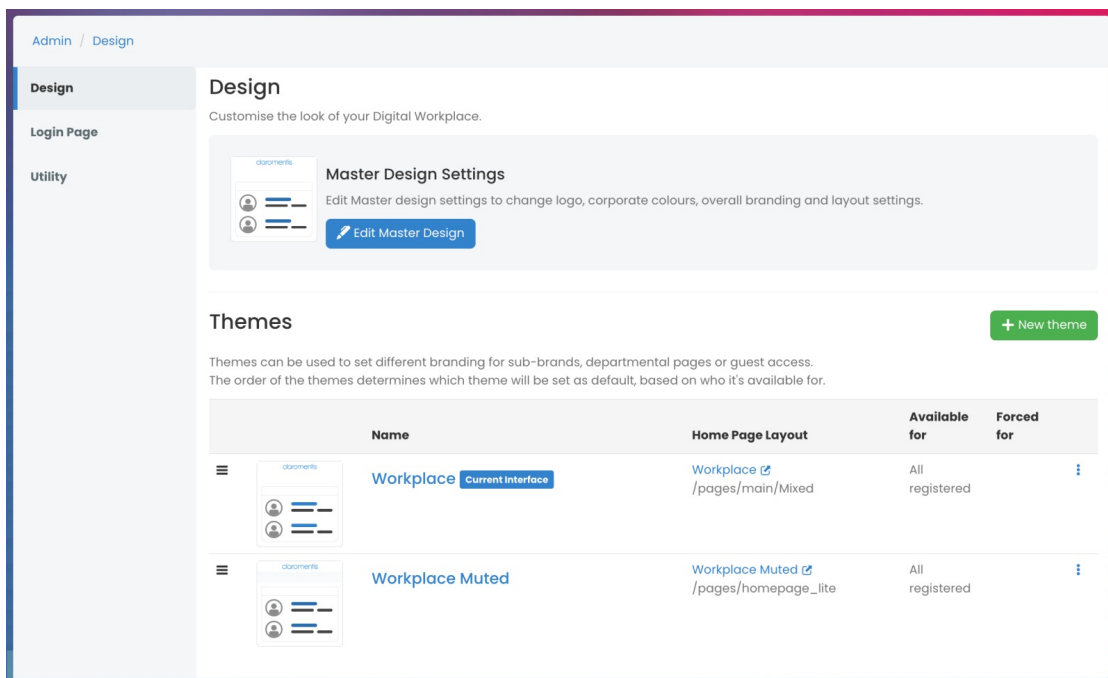 Admin / Design
Design
Login Page
Utility
Design
Customise the look of your Digital Workplace.
claromentis
Master Design Settings
Edit Master design settings to change logo, corporate colours, overall branding and layout settings.
Edit Master Design
Themes
+ New theme
Themes can be used to set different branding for sub-brands, departmental pages or guest access.
The order of the themes determines which theme will be set as default, based on who it's available for.
Name Home Page Layout Available for Forced for
claromentis
Workplace Current Interface
Workplace
/pages/main/Mixed
All
registered
claromentis
Workplace Muted
Workplace Muted
/pages/homepage_lite
All
registered